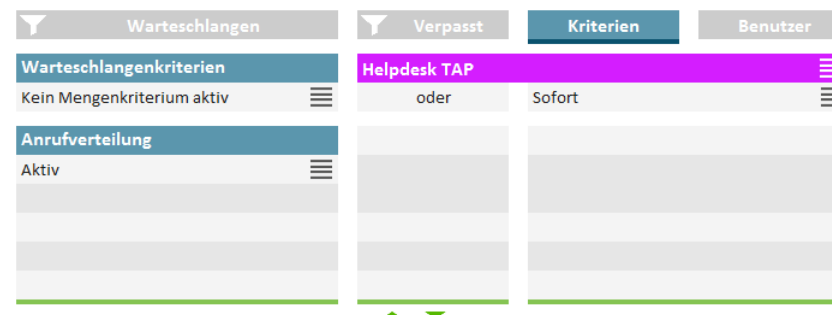 Warteschlangen Verpasst Kriterien Benutzer
Warteschlangenkriterien Helpdesk TAP
Kein Mengenkriterium aktiv oder Sofort
Anrufverteilung
Aktiv